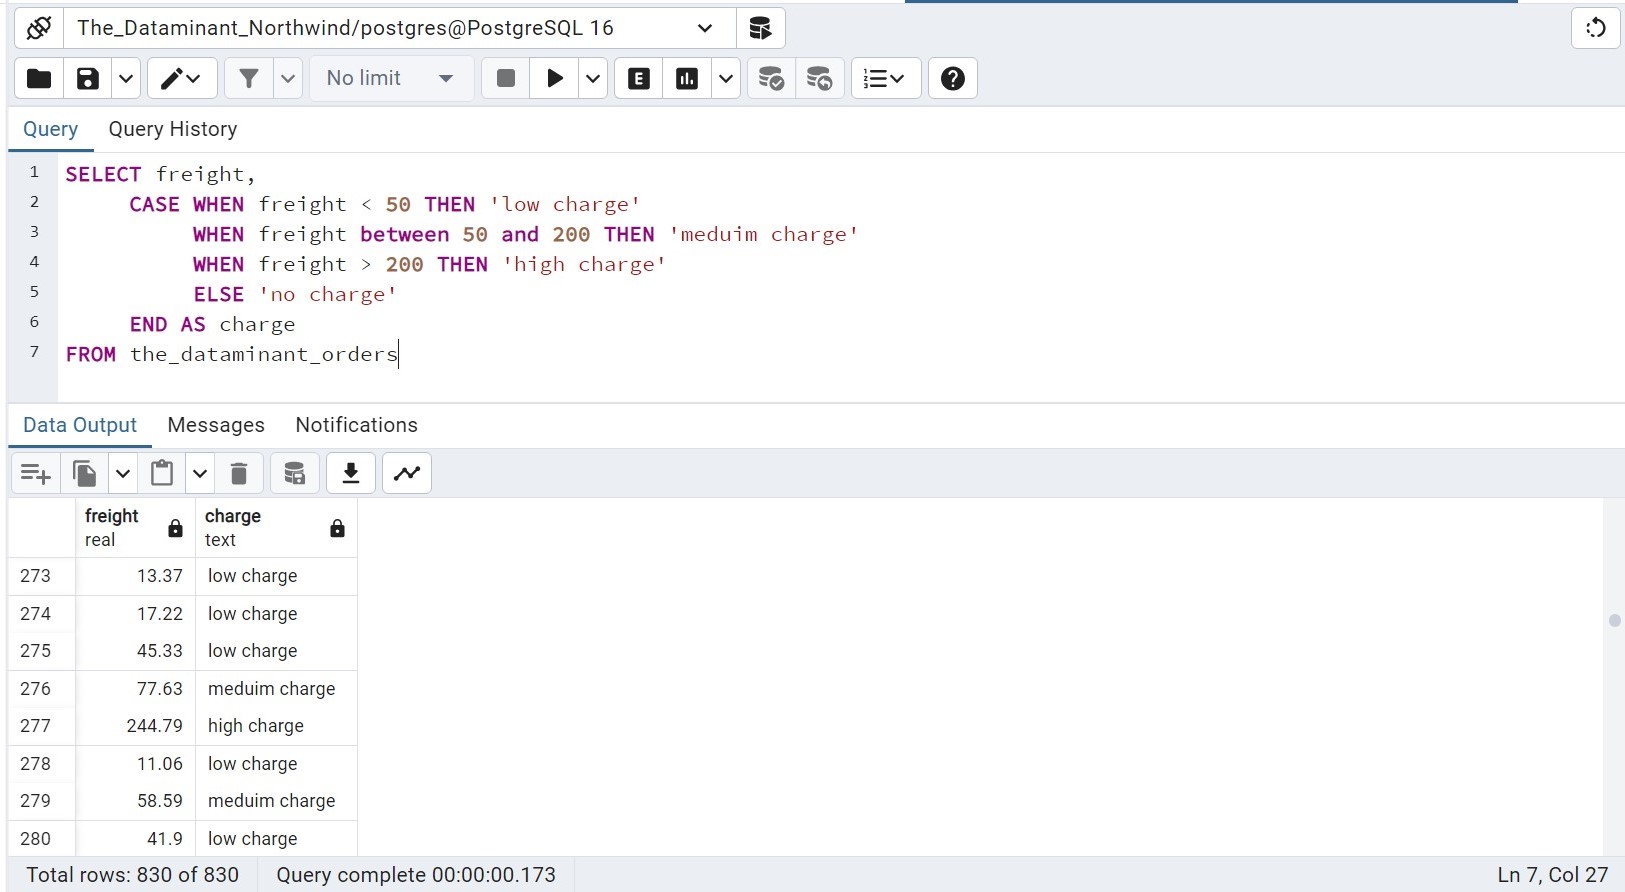 The_Dataminant_Northwind/postgres@PostgreSQL 16
No limit
E
Query Query History
1 SELECT freight,
2 CASE WHEN freight < 50 THEN 'low charge'
3 WHEN freight between 50 and 200 THEN 'meduim charge'
4 WHEN freight > 200 THEN 'high charge'
5 ELSE 'no charge'
6 END AS charge
7 FROM the_dataminant_orders
Data Output Messages Notifications
freight charge
real text
273 13.37 low charge
274 17.22 low charge
275 45.33 low charge
276 77.63 meduim charge
277 244.79 high charge
278 11.06 low charge
279 58.59 meduim charge
280 41.9 low charge
Total rows: 830 of 830 Query complete 00:00:00.173 Ln 7, Col 27